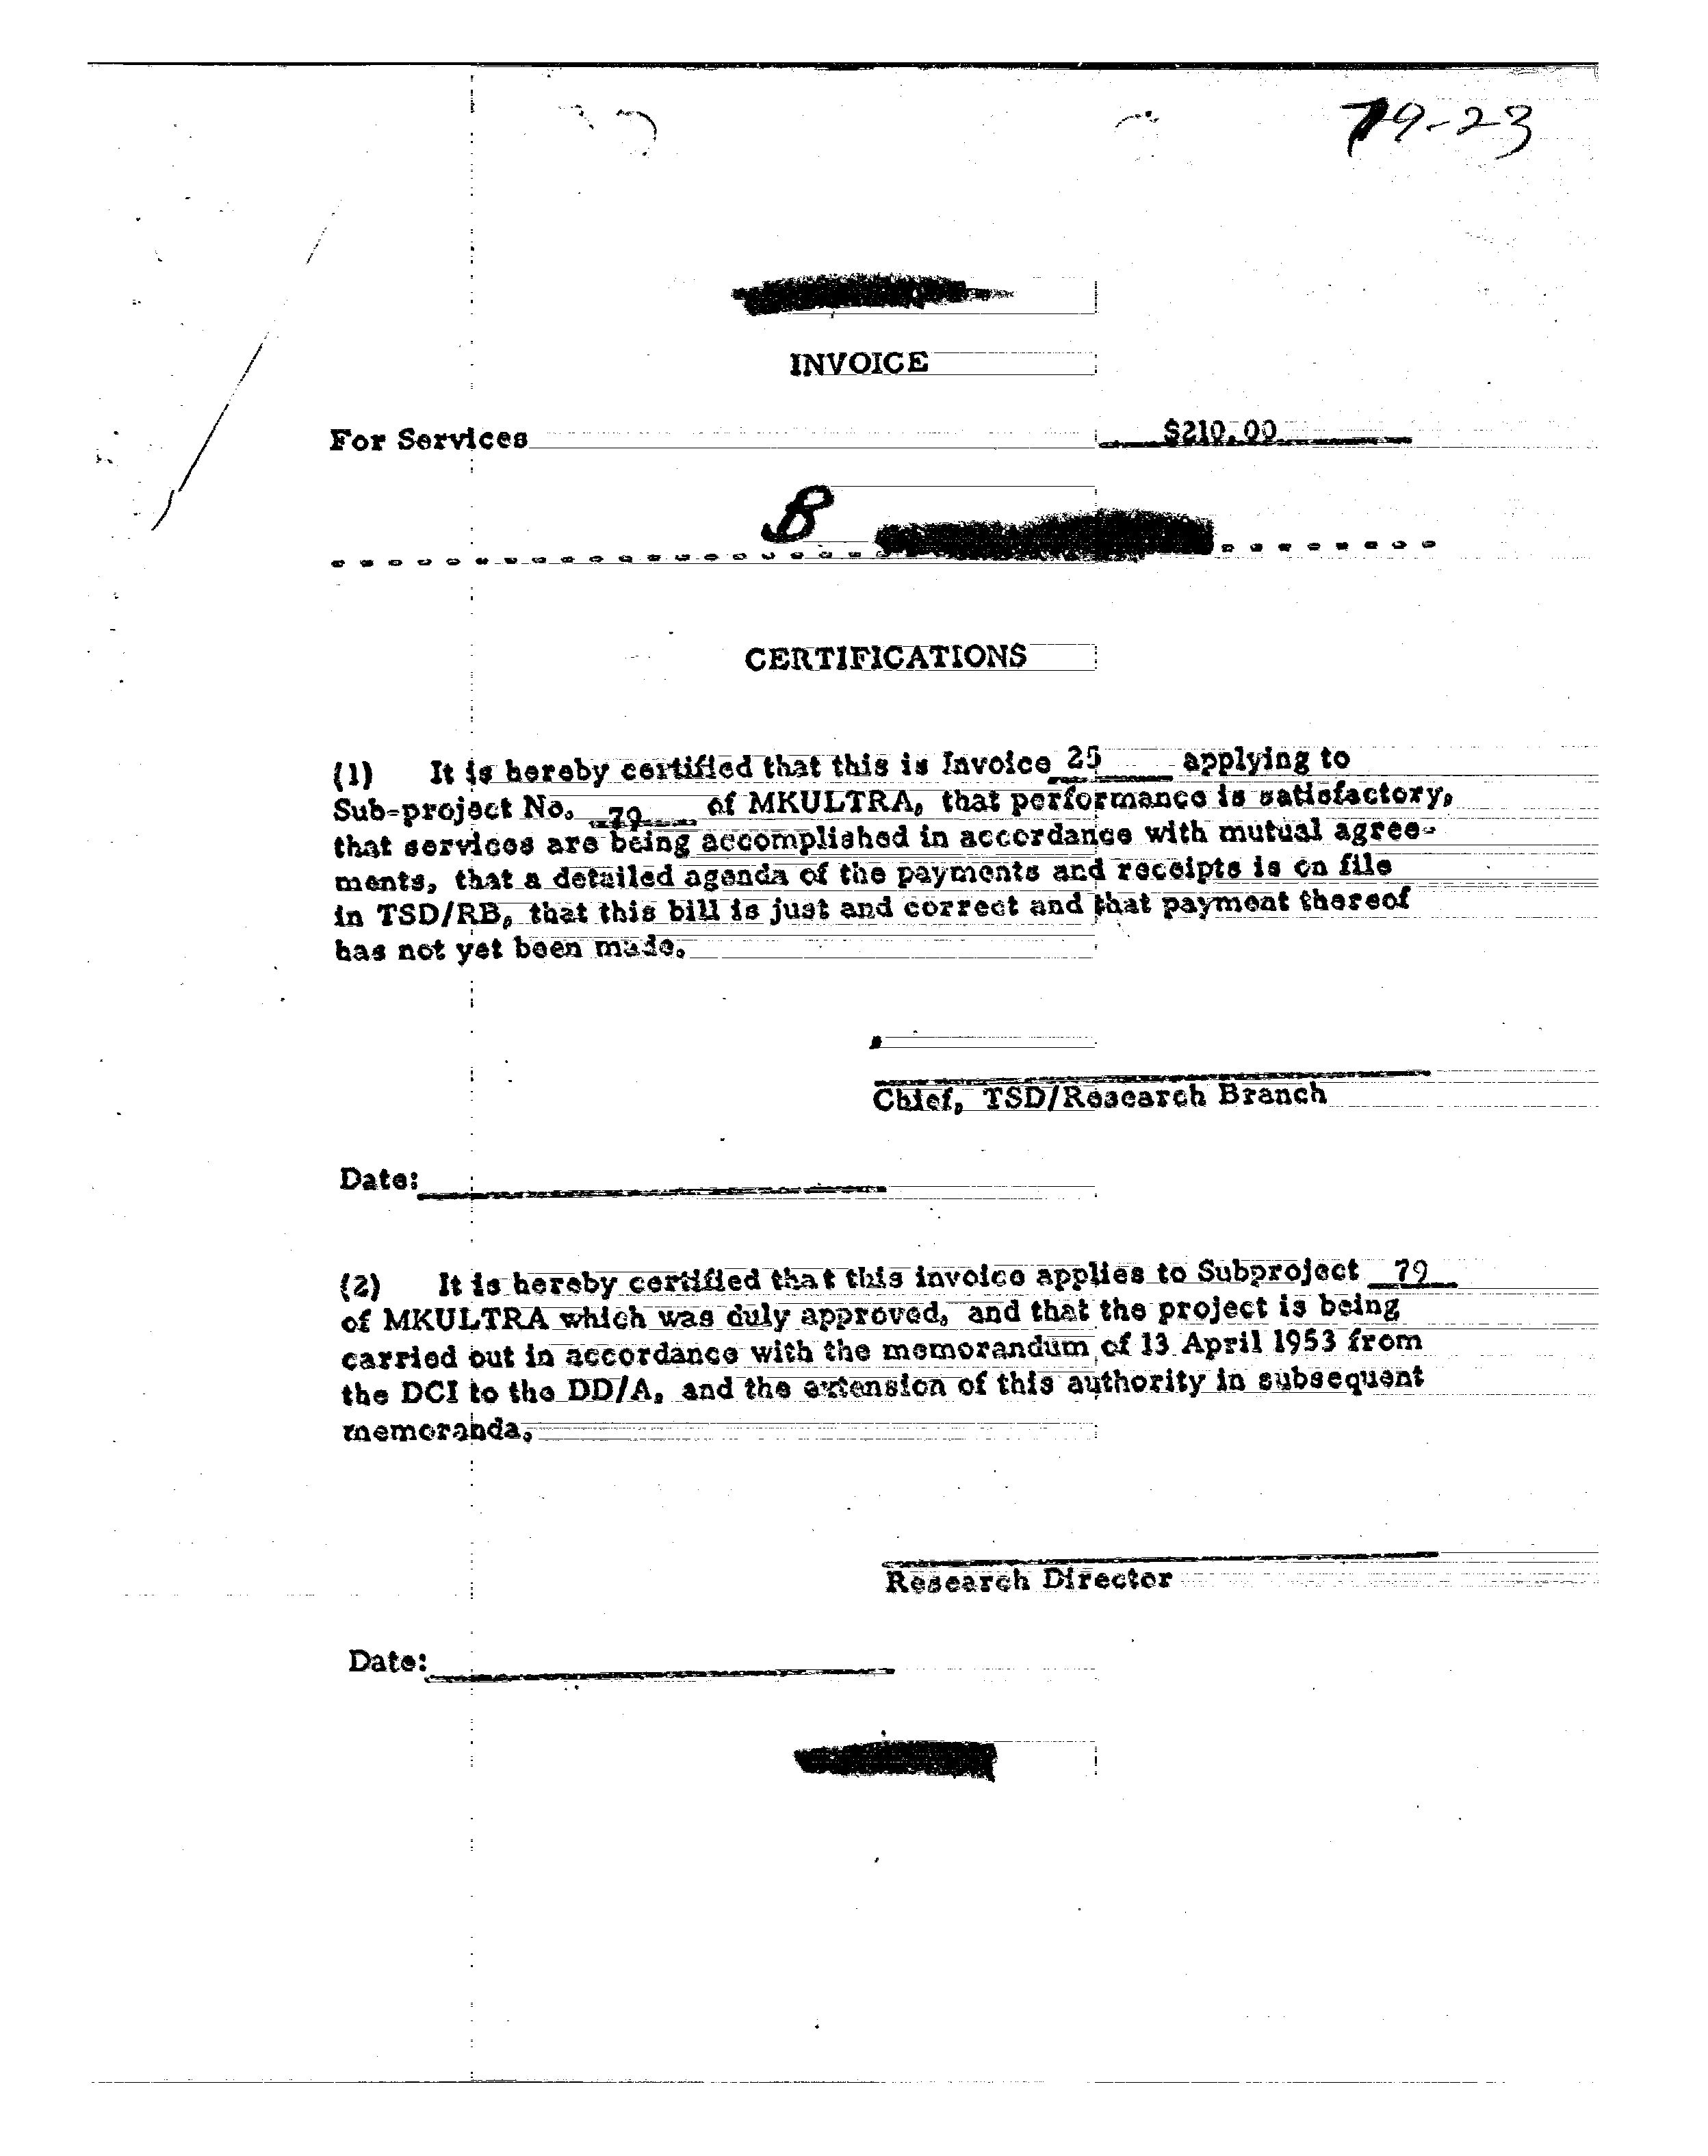 79-23
INVOICE
For Services $210.00
B
CERTIFICATIONS
(1) It is hereby certified that this is Invoice 25 applying to
Sub-project No. 79 of MKULTRA, that performance is satisfactory,
that services are being accomplished in accordance with mutual agree-
ments, that a detailed agenda of the payments and receipts is on file
in TSD/RB, that this bill is just and correct and that payment thereof
has not yet been made.
Chief, TSD/Research Branch
Date:
(2) It is hereby certified that this invoice applies to Subproject 79
of MKULTRA which was duly approved, and that the project is being
carried out in accordance with the memorandum of 13 April 1953 from
the DCI to the DD/A, and the extension of this authority in subsequent
memoranda.
Research Director
Date: